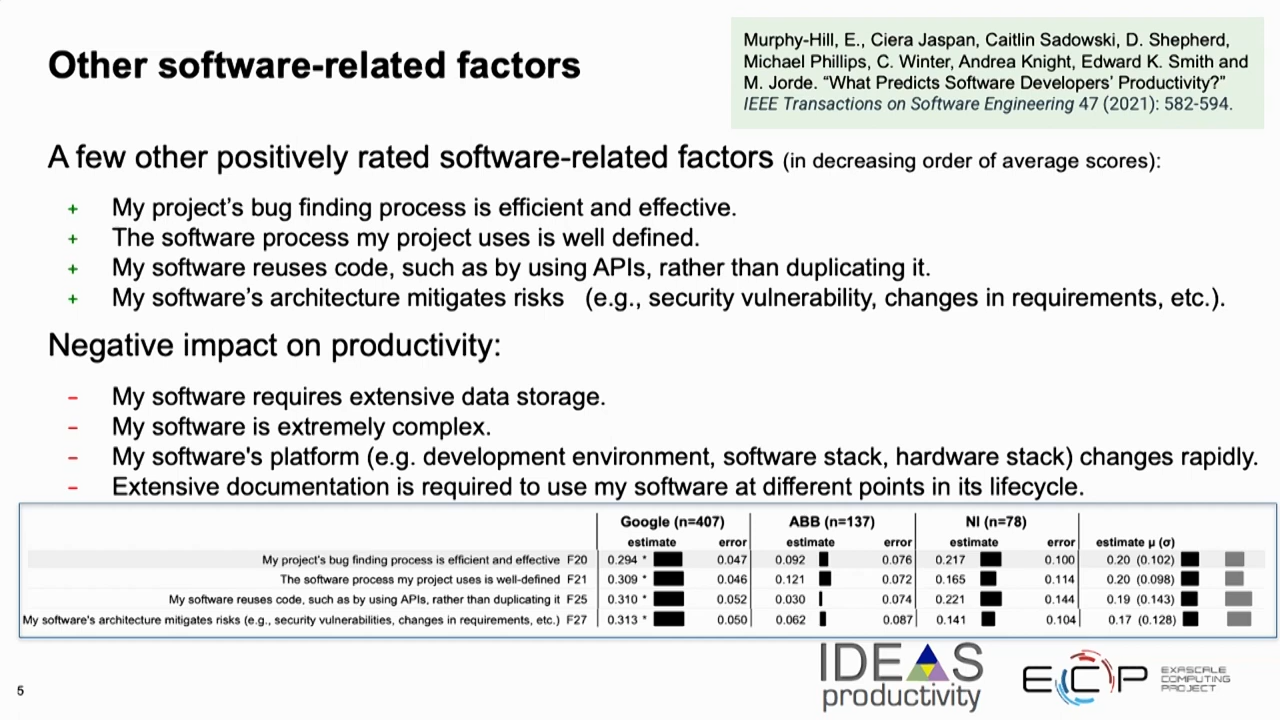 Other software-related factors
Murphy-Hill, E., Ciera Jaspan, Caitlin Sadowski, D. Shepherd,
Michael Phillips, C. Winter, Andrea Knight, Edward K. Smith and
M. Jorde. “What Predicts Software Developers’ Productivity?”
IEEE Transactions on Software Engineering 47 (2021): 582-594.
A few other positively rated software-related factors (in decreasing order of average scores):
+ My project’s bug finding process is efficient and effective.
+ The software process my project uses is well defined.
+ My software reuses code, such as by using APIs, rather than duplicating it.
+ My software’s architecture mitigates risks (e.g., security vulnerability, changes in requirements, etc.).
Negative impact on productivity:
- My software requires extensive data storage.
- My software is extremely complex.
- My software's platform (e.g. development environment, software stack, hardware stack) changes rapidly.
- Extensive documentation is required to use my software at different points in its lifecycle.
Google (n=407) ABB (n=137) NI (n=78)
estimate error estimate error estimate error estimate μ (σ)
My project's bug finding process is efficient and effective F20 0.294 * 0.047 0.092 0.076 0.217 0.100 0.20 (0.102)
The software process my project uses is well-defined F21 0.309 * 0.046 0.121 0.072 0.165 0.114 0.20 (0.098)
My software reuses code, such as by using APIs, rather than duplicating it F25 0.310 * 0.052 0.030 0.074 0.221 0.144 0.19 (0.143)
My software's architecture mitigates risks (e.g., security vulnerabilities, changes in requirements, etc.) F27 0.313 * 0.050 0.062 0.087 0.141 0.104 0.17 (0.128)
IDEAS
productivity
ECP
EXASCALE
COMPUTING
PROJECT
5